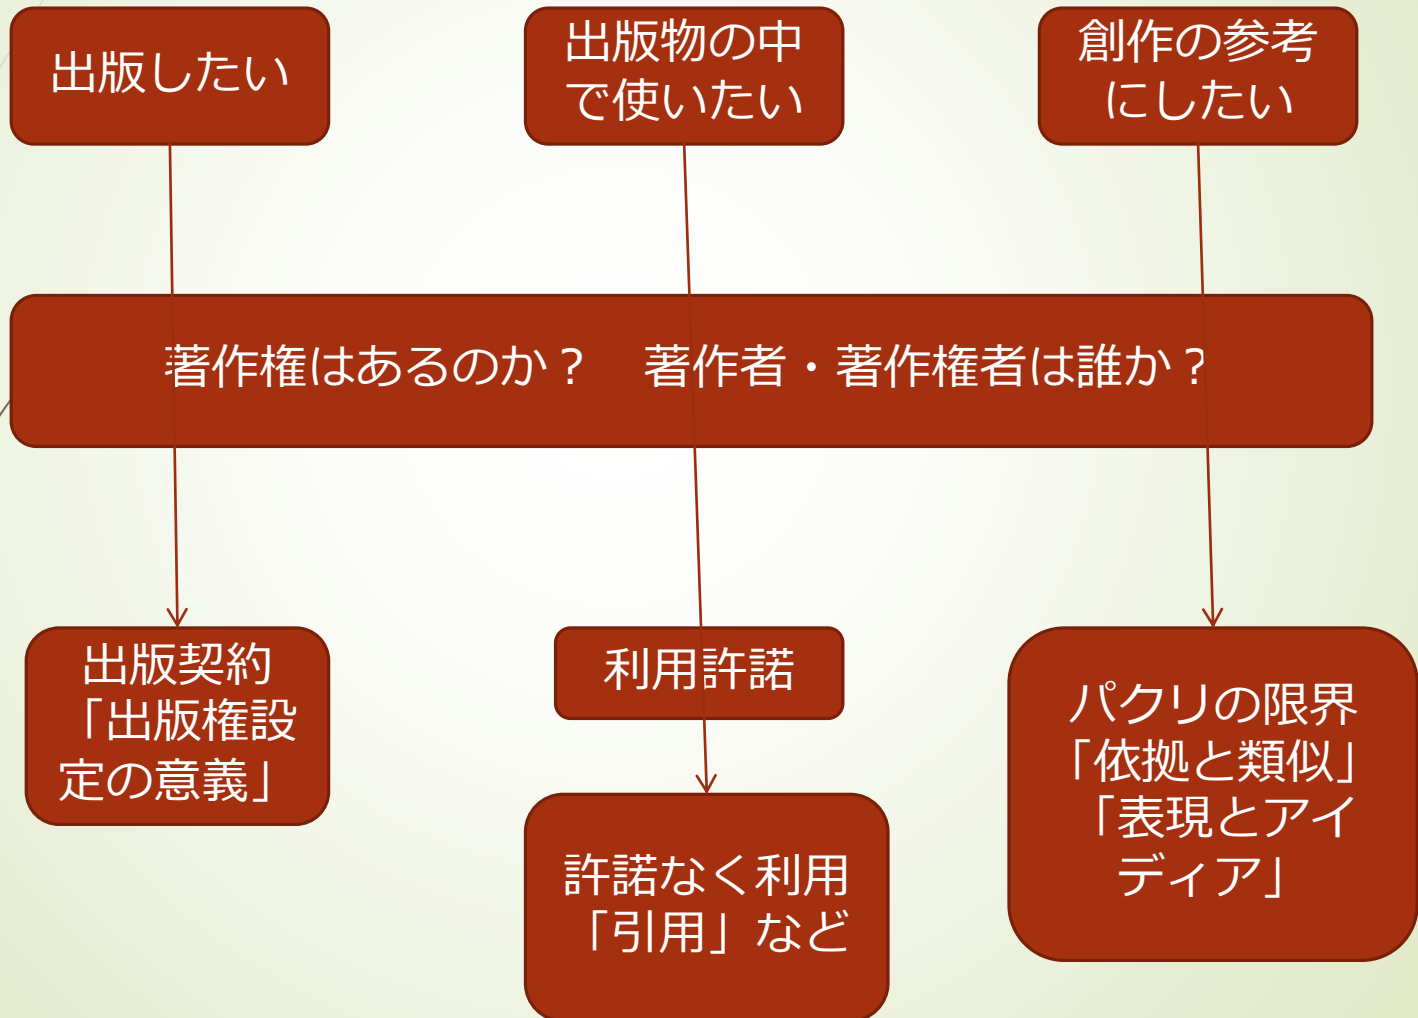 出版したい
出版物の中
で使いたい
創作の参考
にしたい
著作権はあるのか？　著作者・著作権者は誰か？
出版契約
「出版権設
定の意義」
利用許諾
許諾なく利用
「引用」など
パクリの限界
「依拠と類似」
「表現とアイ
ディア」